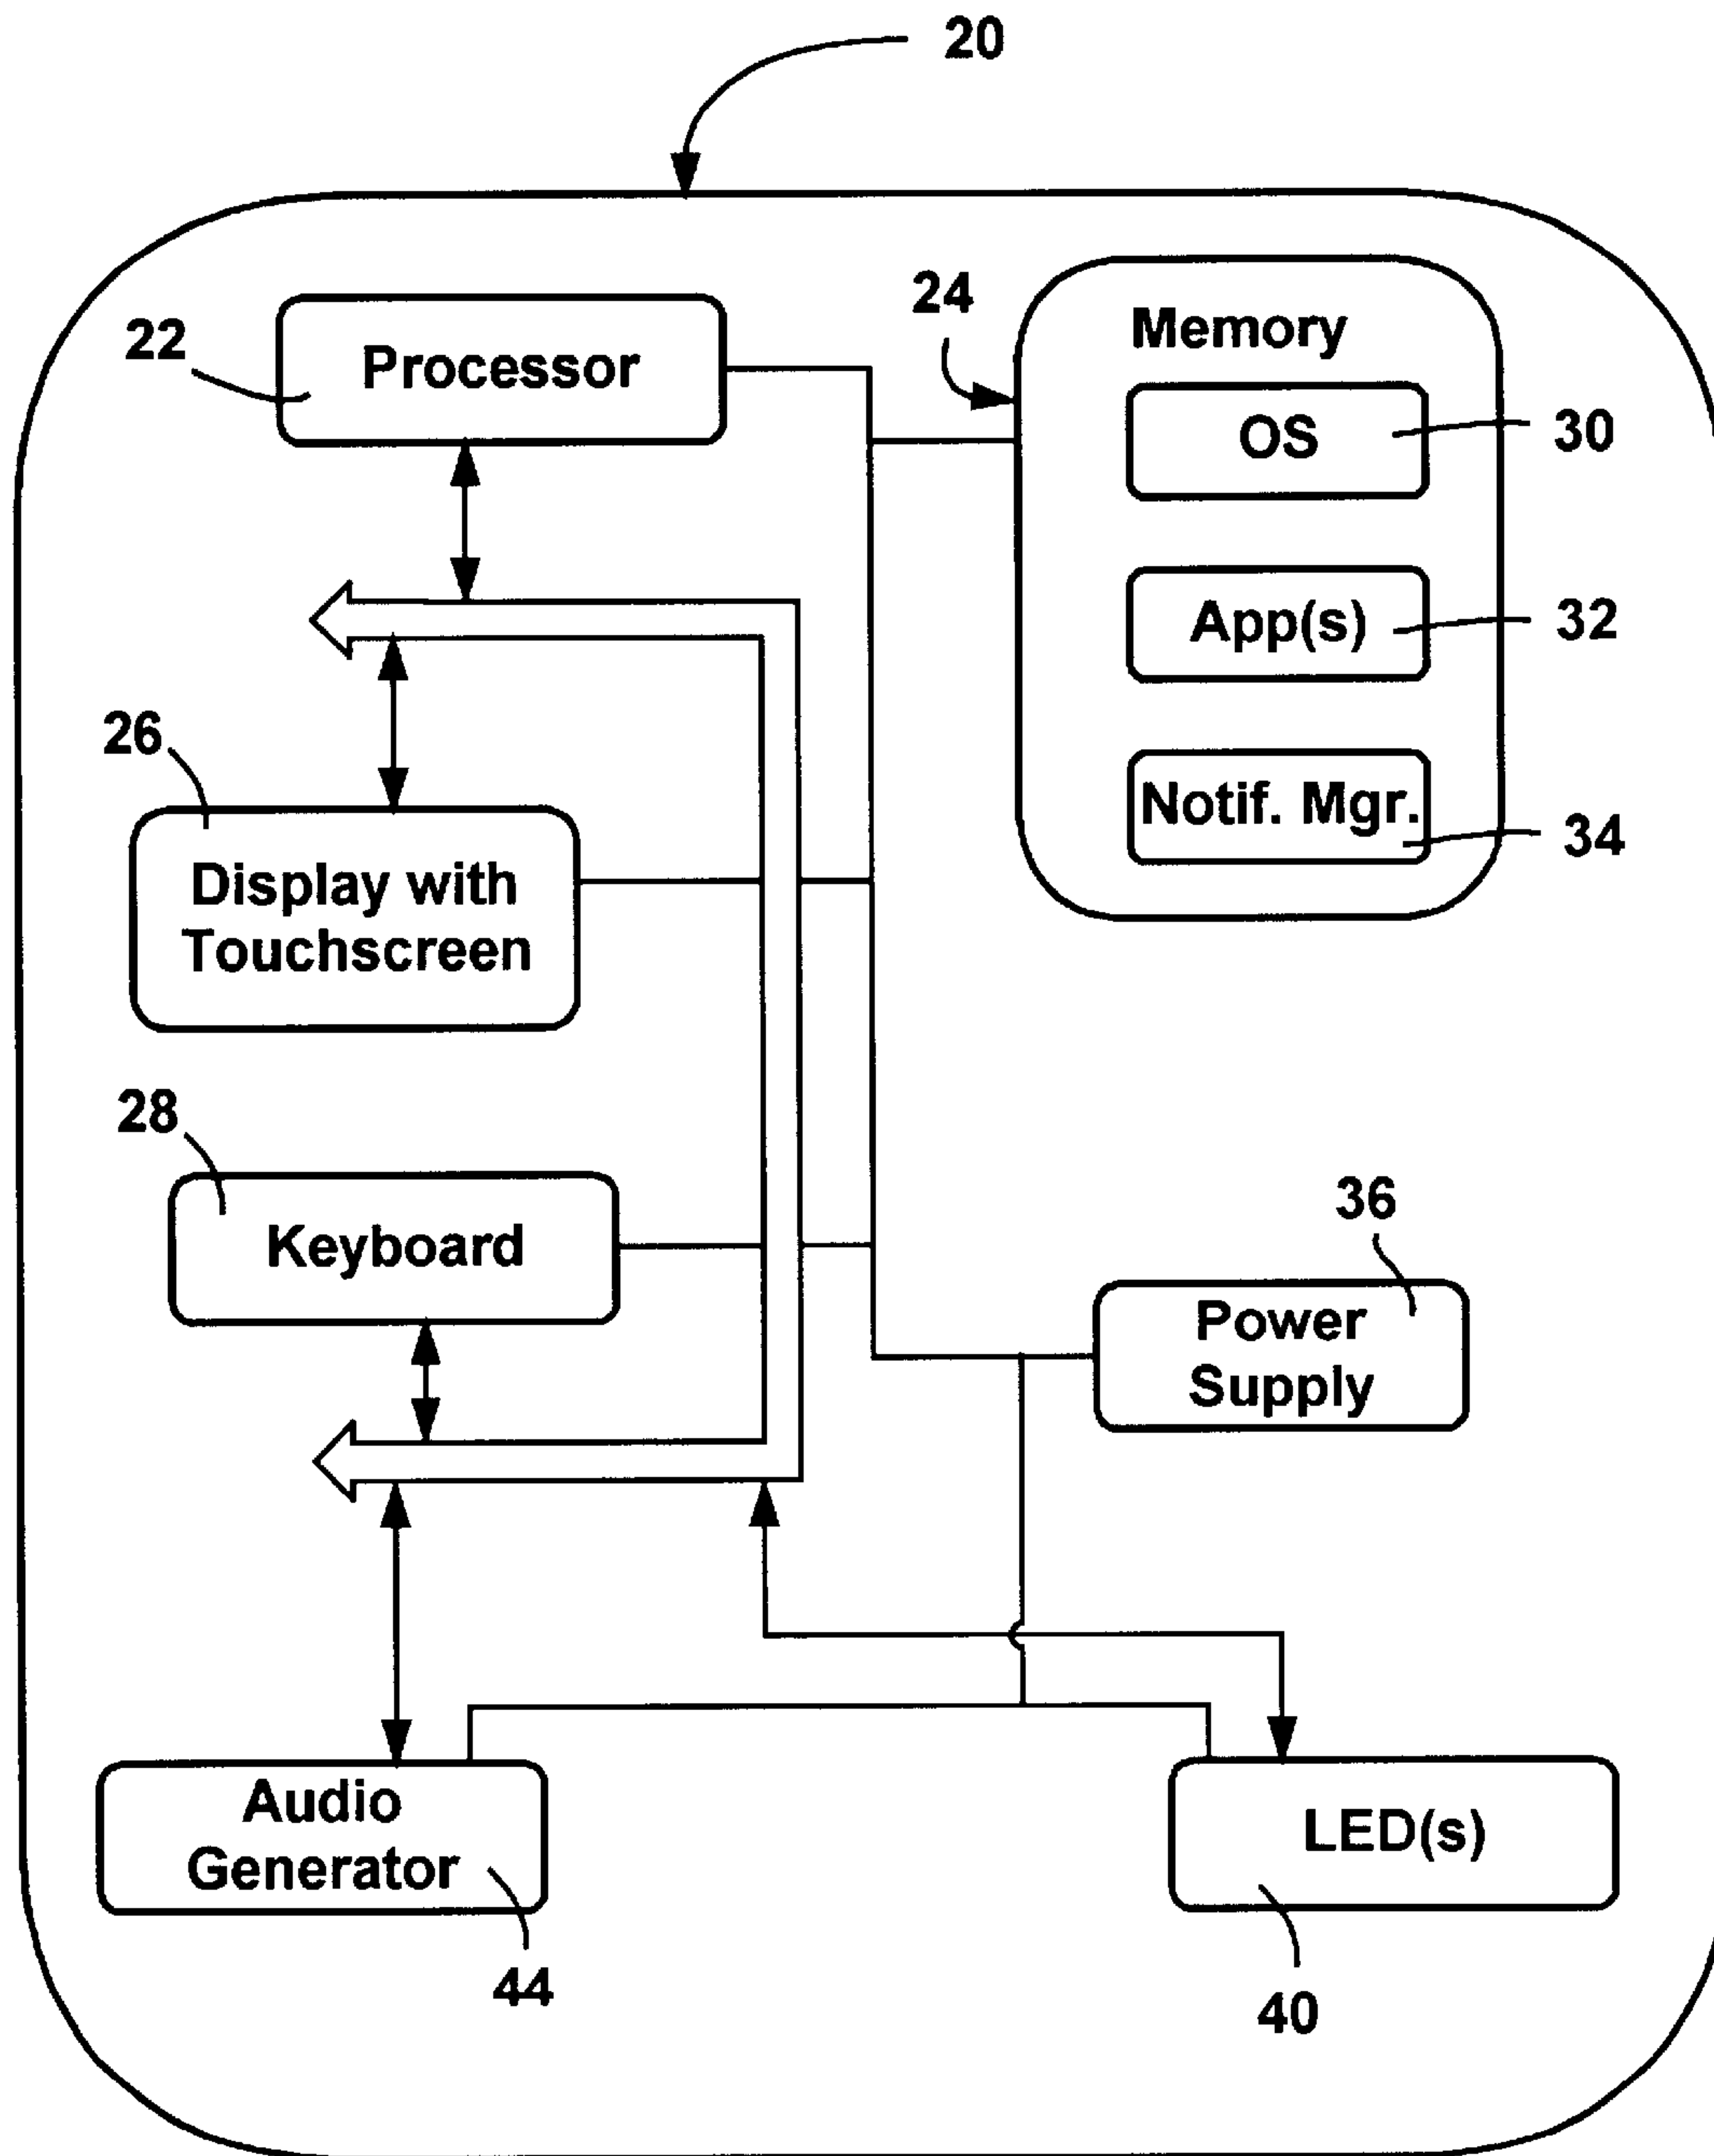 20
24
Memory
22
Processor
OS
30
App(s)
32
26
Notif. Mgr.
34
Display with
Touchscreen
28
Keyboard
36
Power
Supply
Audio
Generator
LED(s)
44
40